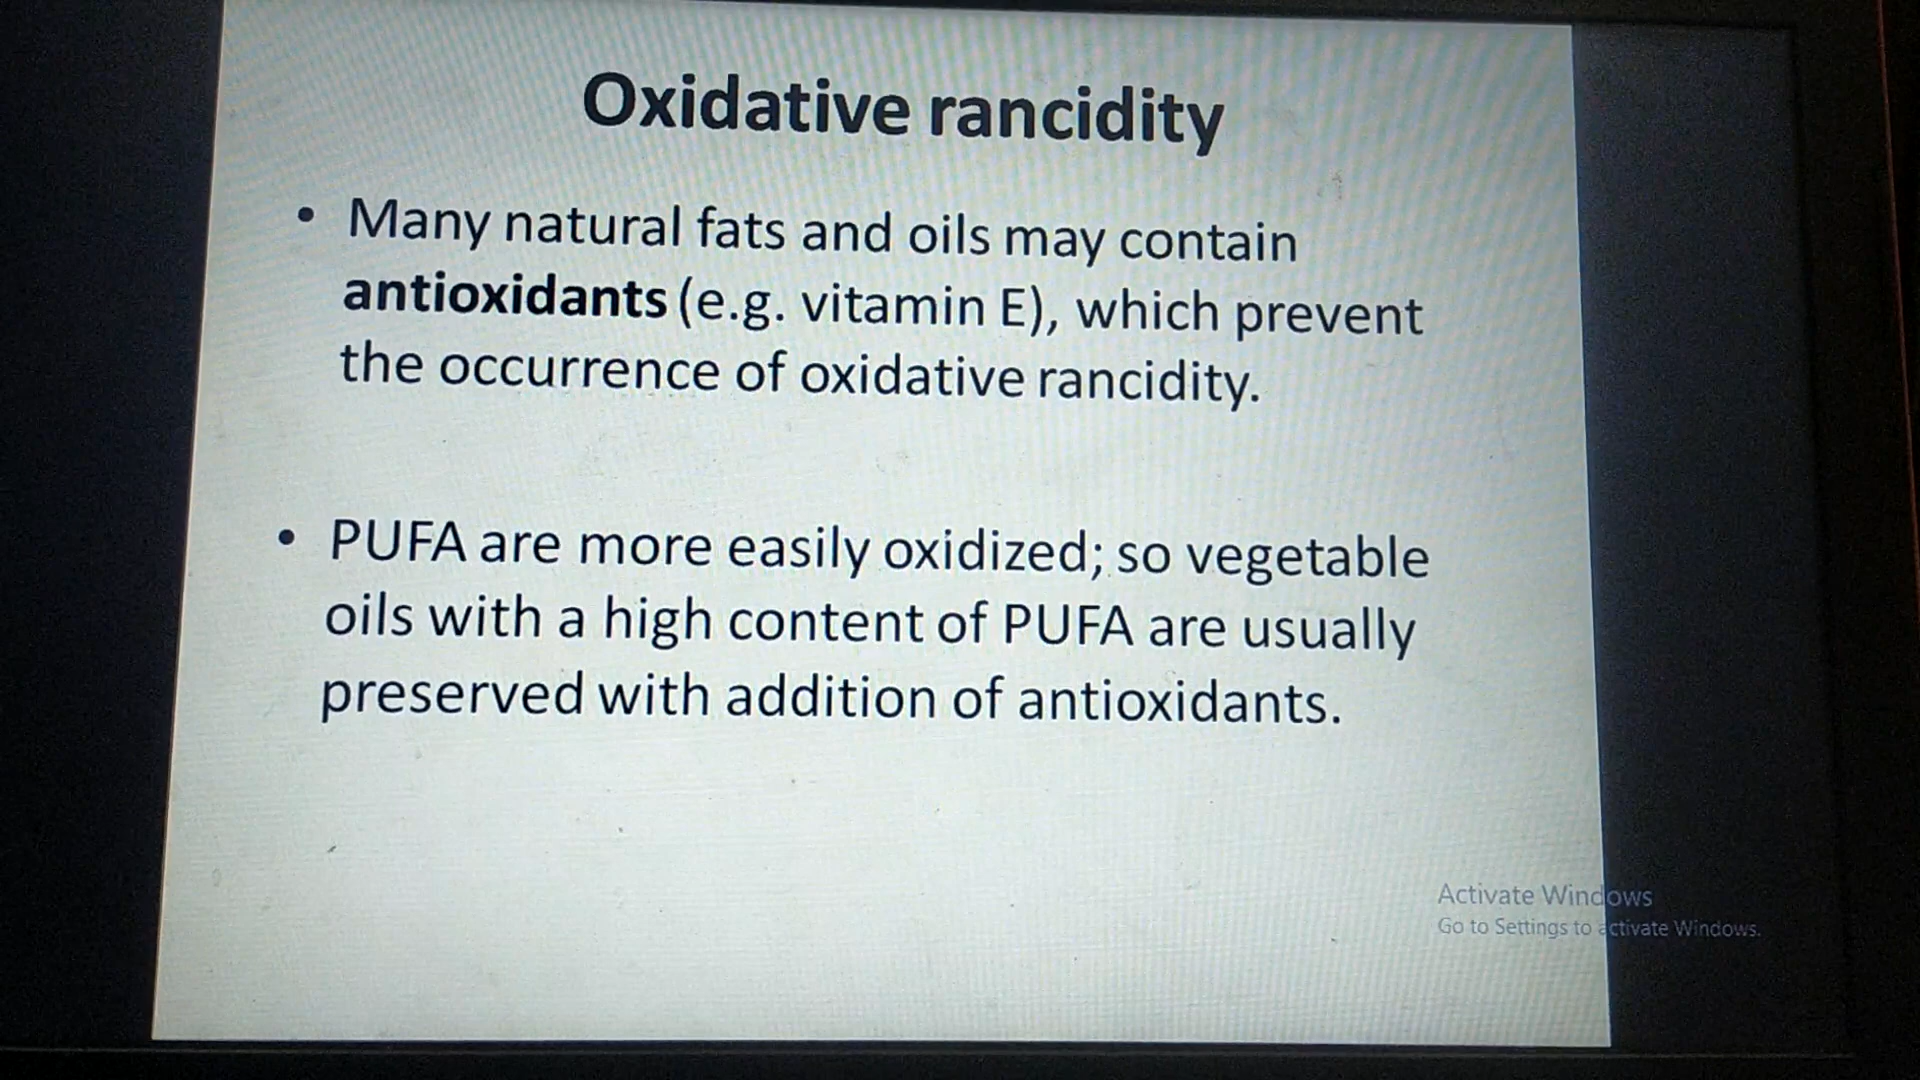 Oxidative rancidity
• Many natural fats and oils may contain
antioxidants (e.g. vitamin E), which prevent
the occurrence of oxidative rancidity.
• PUFA are more easily oxidized; so vegetable
oils with a high content of PUFA are usually
preserved with addition of antioxidants.
Activate Windows
Go to Settings to activate Windows.